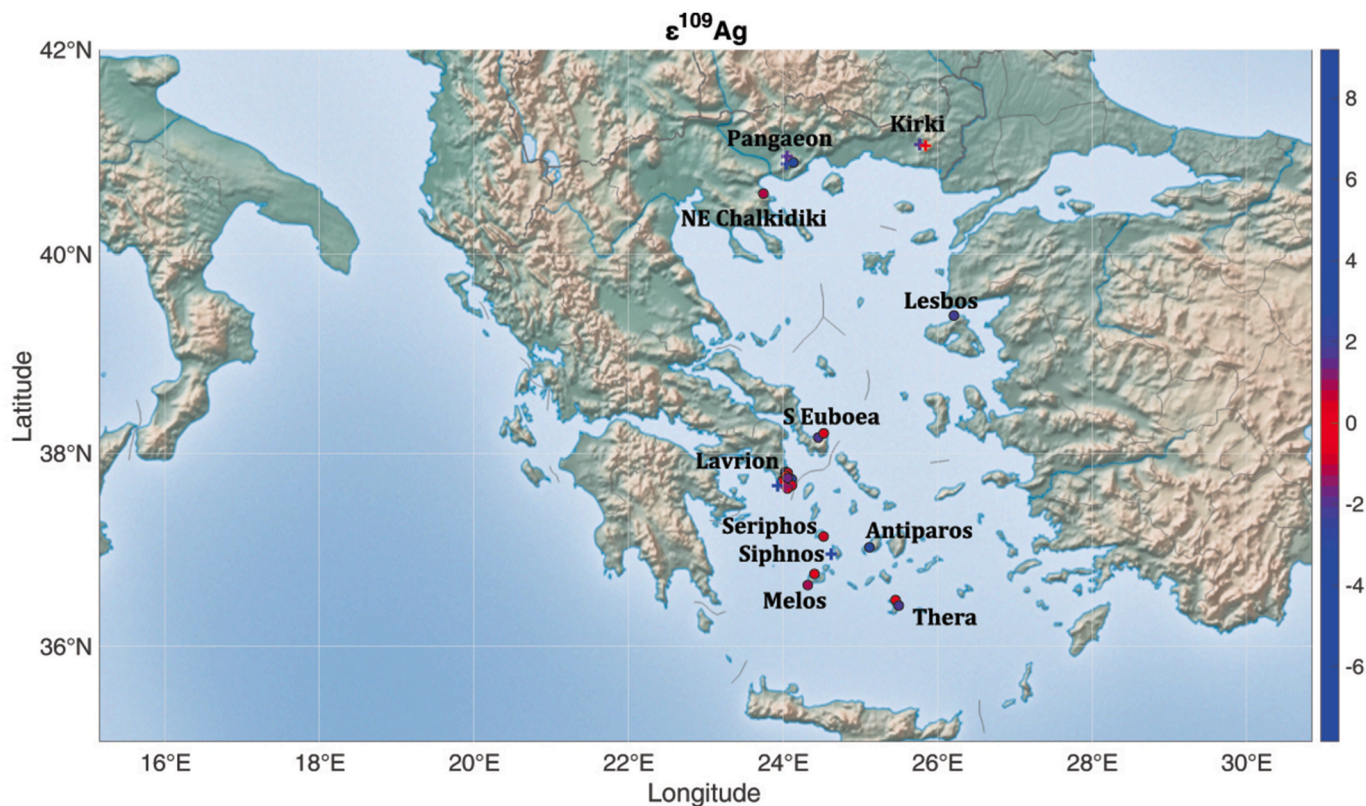 ε¹⁰⁹Ag
42°N
8
Kirki
Pangaeon
6
NE Chalkidiki
40°N
4
Lesbos
2
Latitude
S Euboea
0
38°N
Lavrion
-2
Seriphos
Antiparos
Siphnos
-4
Melos
Thera
36°N
-6
16°E 18°E 20°E 22°E 24°E 26°E 28°E 30°E
Longitude